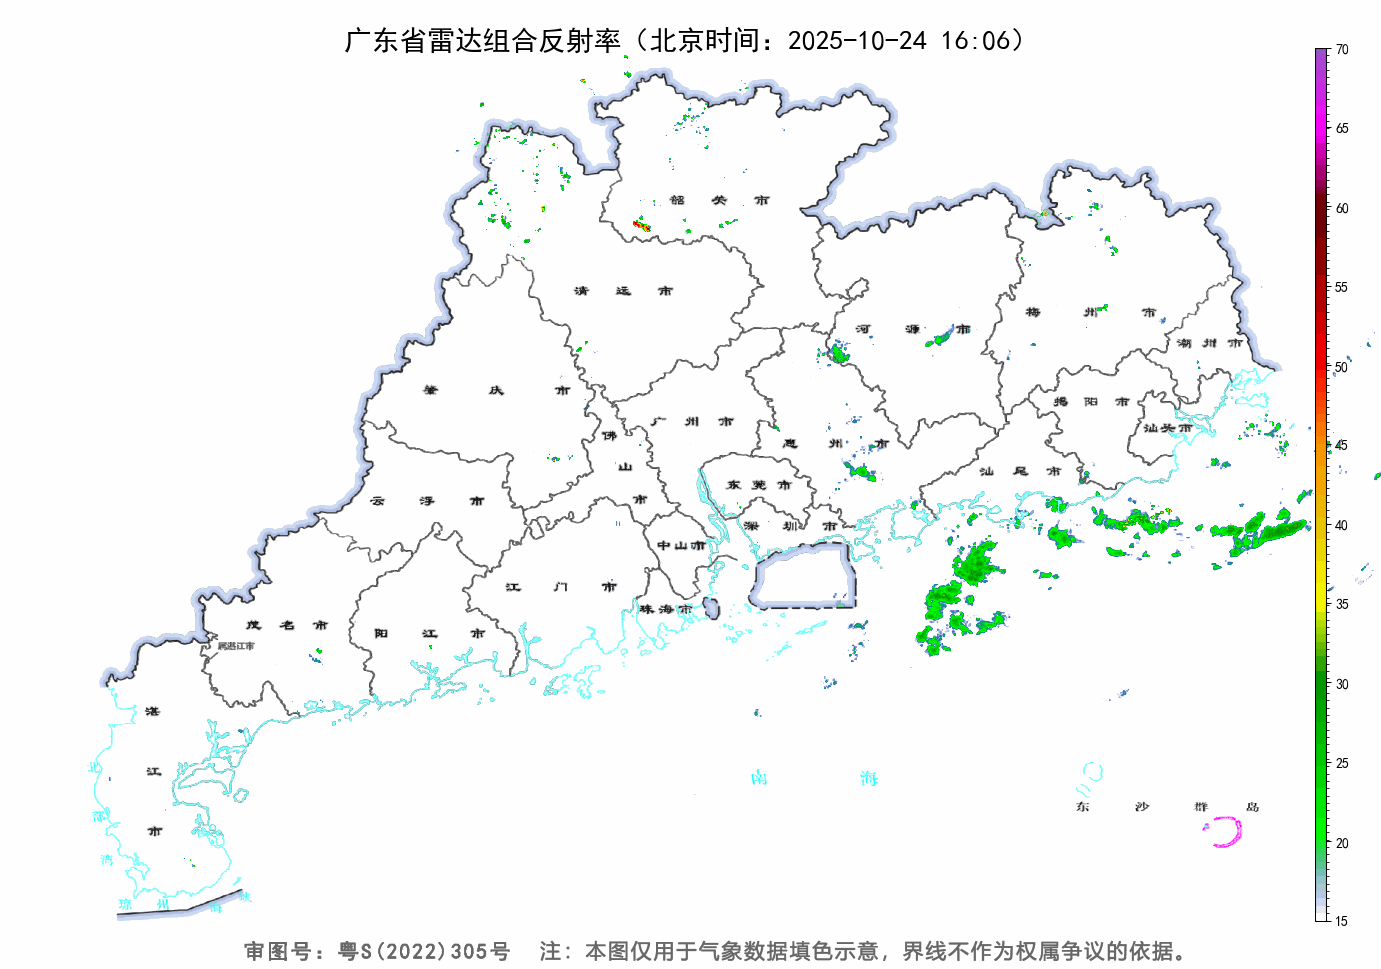 广东省雷达组合反射率（北京时间：2025-10-24 16:06）
70
65
60
55
50
45
40
35
30
25
20
15
韶关市
清远市
河源市
梅州市
潮州市
肇庆市
广州市
佛山市
惠州市
揭阳市
汕头市
汕尾市
东莞市
云浮市
深圳市
中山市
江门市
珠海市
茂名市
阳江市
属湛江市
湛江市
北部湾
南海
东沙群岛
琼州海峡
审图号：粤S(2022)305号 注：本图仅用于气象数据填色示意，界线不作为权属争议的依据。